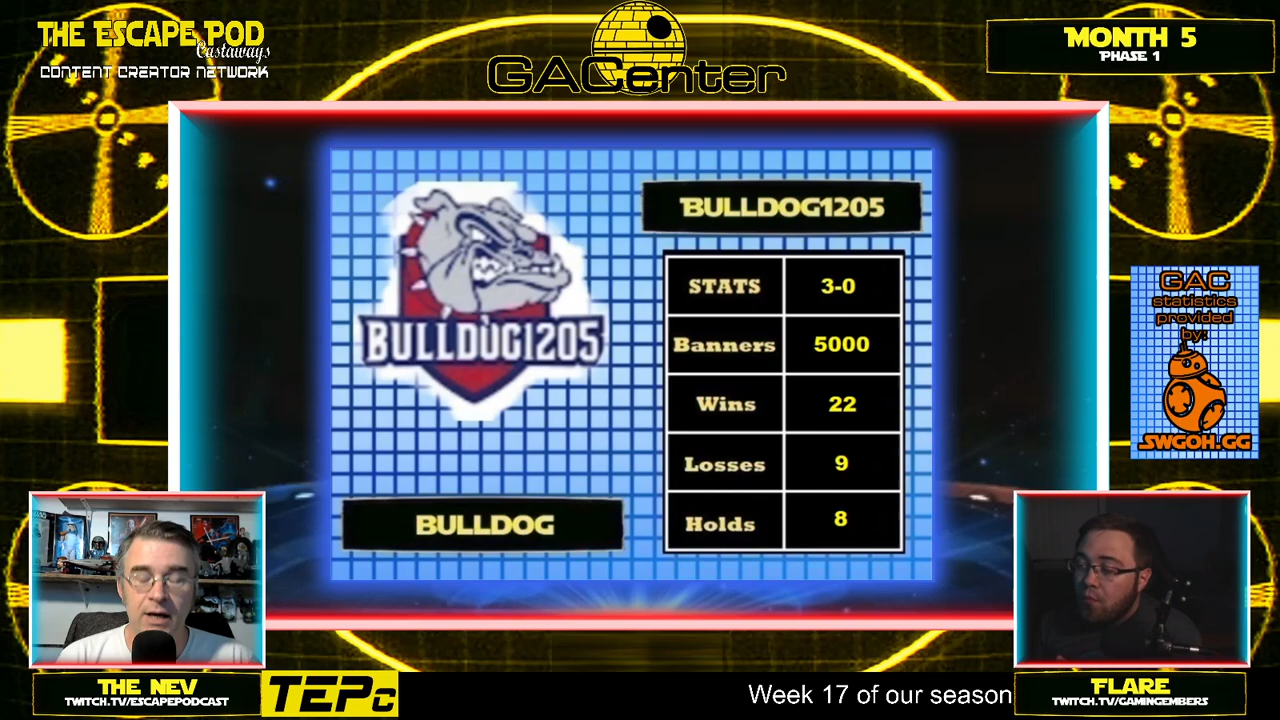 THE ESCAPE POD
Castaways
CONTENT CREATOR NETWORK
GACenter
MONTH 5
PHASE 1
BULLDOG1205
BULLDOG1205
STATS 3-0
Banners 5000
Wins 22
Losses 9
Holds 8
BULLDOG
GAC
statistics
provided
by:
SWGOH.GG
THE NEV
TWITCH.TV/ESCAPEPODCAST
TEPc
Week 17 of our season
FLARE
TWITCH.TV/GAMINGEMBERS